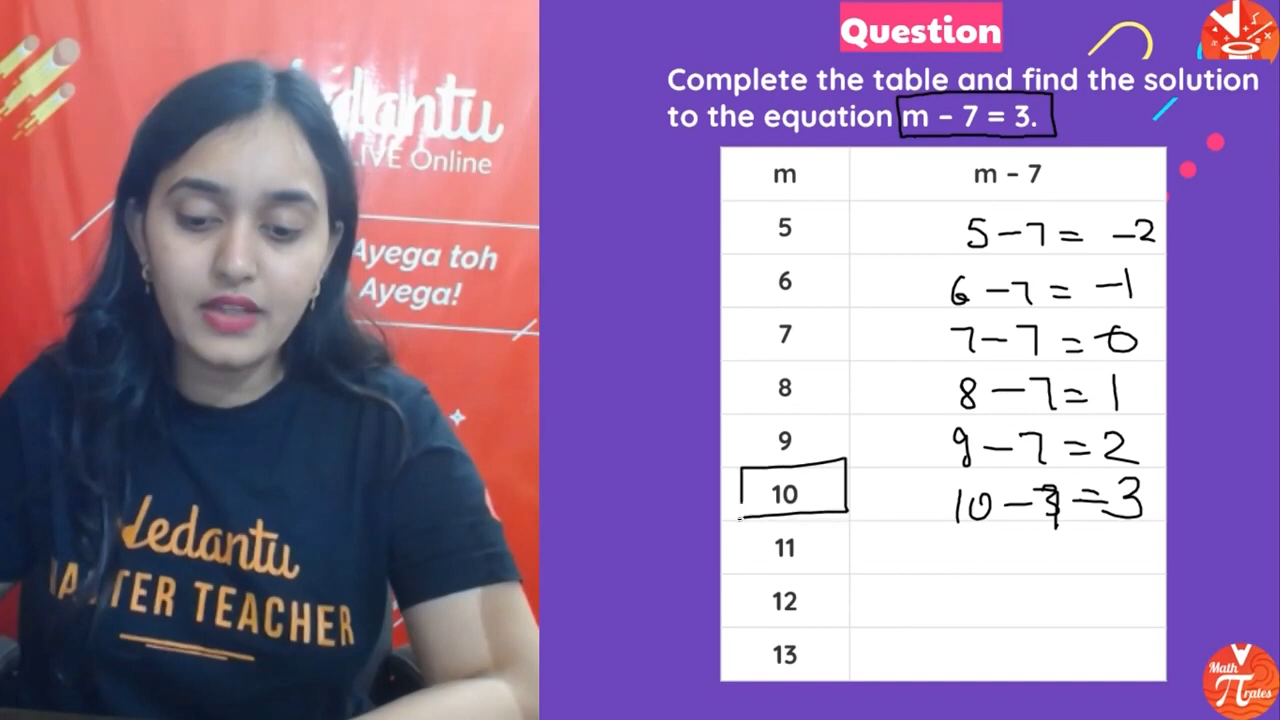 Question
Complete the table and find the solution
to the equation m – 7 = 3.
m m – 7
5 5 – 7 = –2
6 6 – 7 = –1
7 7 – 7 = 0
8 8 – 7 = 1
9 9 – 7 = 2
10 10 – 7 = 3
11
12
13
LIVE Online
Ayega toh
Ayega!
Vedantu
TER TEACHER
Math
π rates